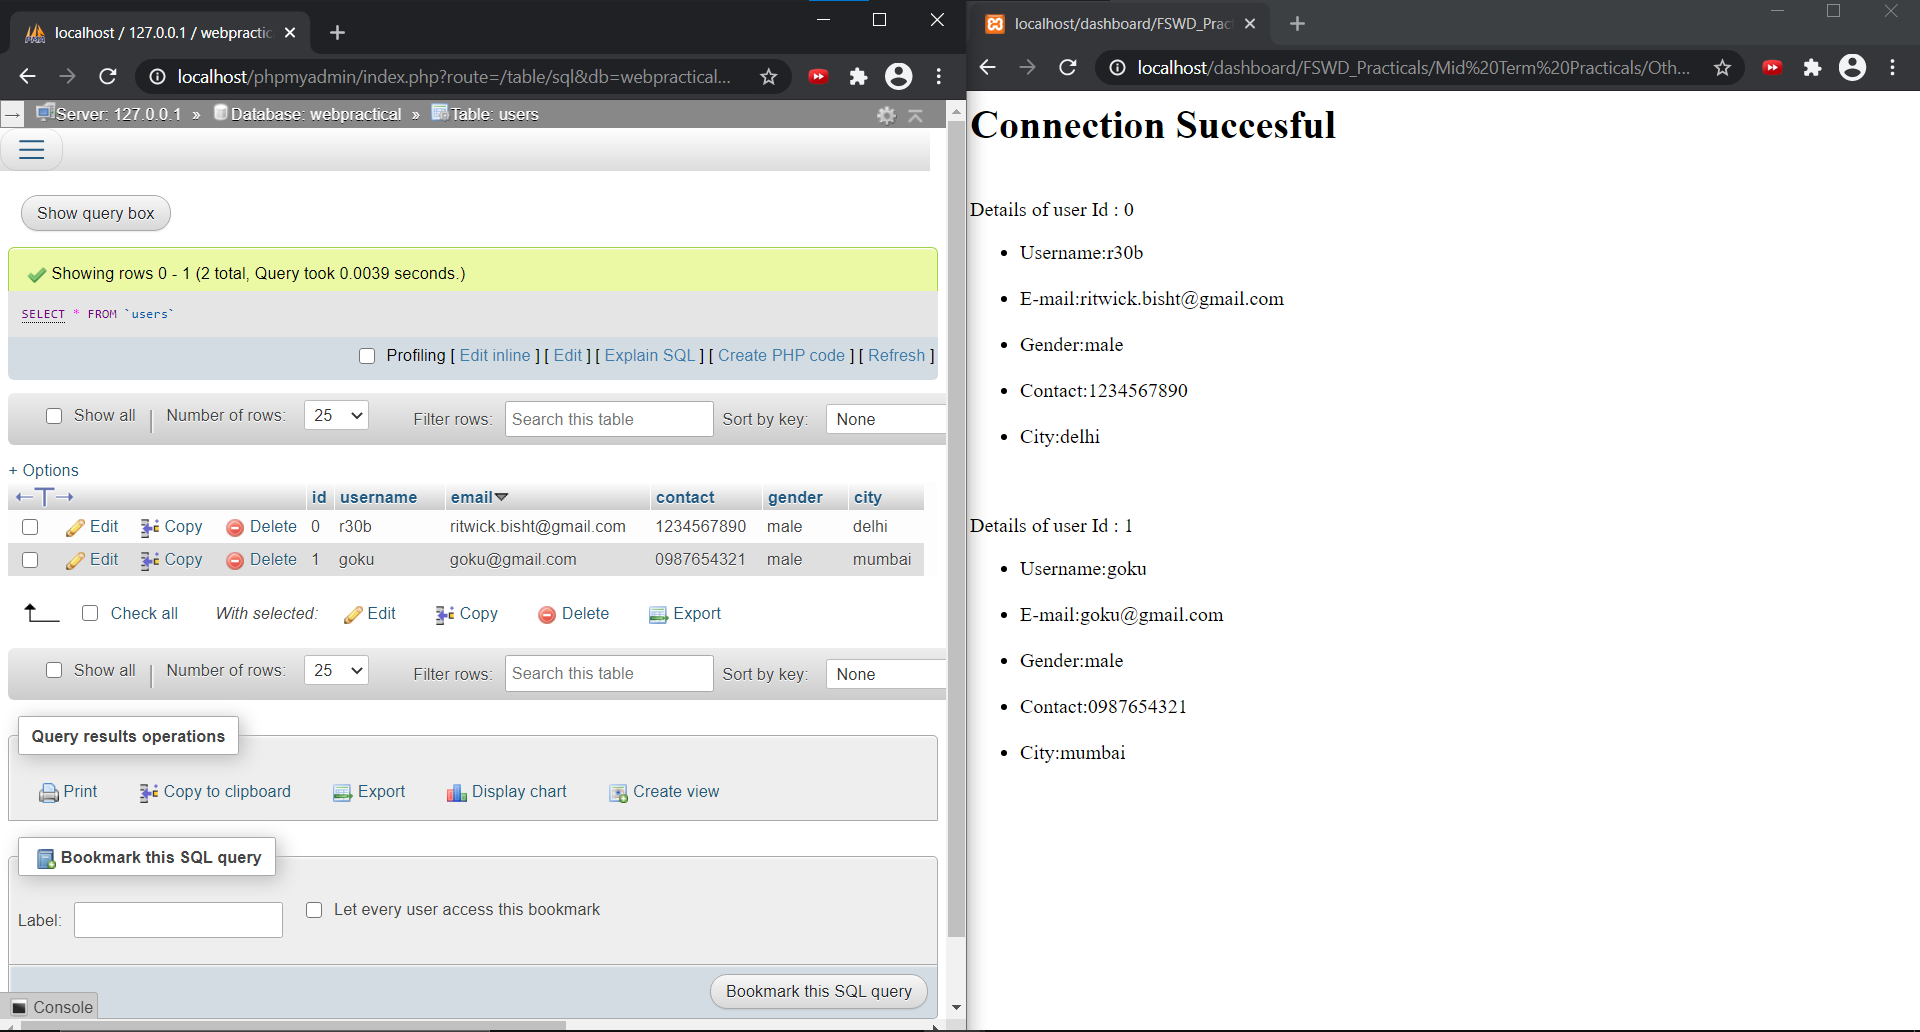 localhost / 127.0.0.1 / webpractic
localhost/phpmyadmin/index.php?route=/table/sql&db=webpractical...
Server: 127.0.0.1 » Database: webpractical » Table: users
Show query box
Showing rows 0 - 1 (2 total, Query took 0.0039 seconds.)
SELECT * FROM `users`
Profiling [ Edit inline ] [ Edit ] [ Explain SQL ] [ Create PHP code ] [ Refresh ]
Show all Number of rows: 25 Filter rows: Search this table Sort by key: None
+ Options
←T→ id username email contact gender city
Edit Copy Delete 0 r30b ritwick.bisht@gmail.com 1234567890 male delhi
Edit Copy Delete 1 goku goku@gmail.com 0987654321 male mumbai
Check all With selected: Edit Copy Delete Export
Show all Number of rows: 25 Filter rows: Search this table Sort by key: None
Query results operations
Print Copy to clipboard Export Display chart Create view
Bookmark this SQL query
Label: Let every user access this bookmark
Bookmark this SQL query
Console
localhost/dashboard/FSWD_Prac
localhost/dashboard/FSWD_Practicals/Mid%20Term%20Practicals/Oth...
Connection Succesful
Details of user Id : 0
• Username:r30b
• E-mail:ritwick.bisht@gmail.com
• Gender:male
• Contact:1234567890
• City:delhi
Details of user Id : 1
• Username:goku
• E-mail:goku@gmail.com
• Gender:male
• Contact:0987654321
• City:mumbai